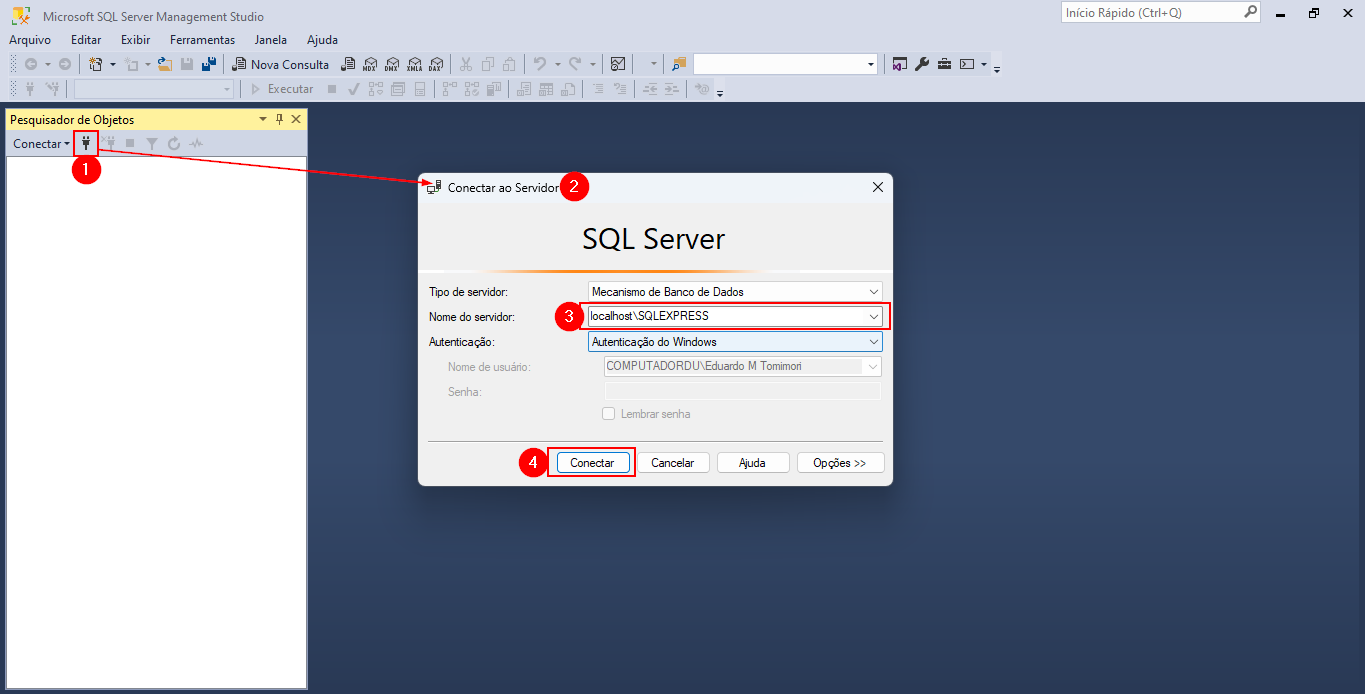 Microsoft SQL Server Management Studio
Início Rápido (Ctrl+Q)
Arquivo Editar Exibir Ferramentas Janela Ajuda
Nova Consulta MDX DMX XMLA DAX
Executar
Pesquisador de Objetos
Conectar
1
Conectar ao Servidor 2
SQL Server
Tipo de servidor: Mecanismo de Banco de Dados
3 Nome do servidor: localhost\SQLEXPRESS
Autenticação: Autenticação do Windows
Nome de usuário: COMPUTADORDU\Eduardo M Tomimori
Senha:
Lembrar senha
4 Conectar Cancelar Ajuda Opções >>